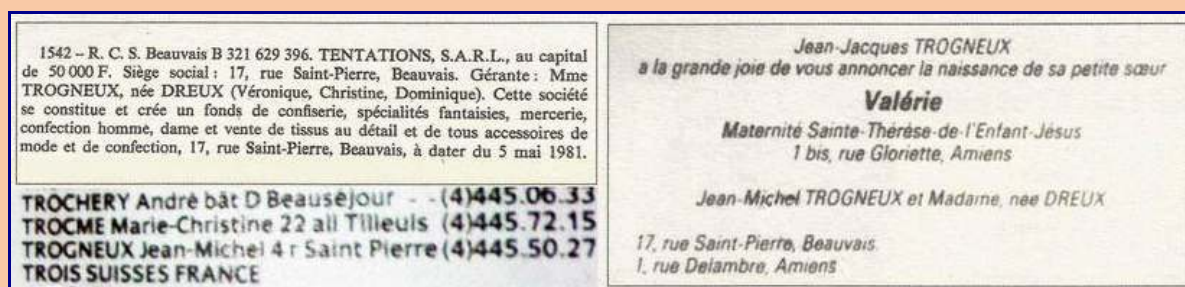 1542 – R. C. S. Beauvais B 321 629 396. TENTATIONS, S.A.R.L., au capital
de 50 000 F. Siège social : 17, rue Saint-Pierre, Beauvais. Gérante : Mme
TROGNEUX, née DREUX (Véronique, Christine, Dominique). Cette société
se constitue et crée un fonds de confiserie, spécialités fantaisies, mercerie,
confection homme, dame et vente de tissus au détail et de tous accessoires de
mode et de confection, 17, rue Saint-Pierre, Beauvais, à dater du 5 mai 1981.
TROCHERY André bât D Beauséjour - - (4)445.06.33
TROCME Marie-Christine 22 all Tilleuls (4)445.72.15
TROGNEUX Jean-Michel 4 r Saint Pierre (4)445.50.27
TROIS SUISSES FRANCE
Jean-Jacques TROGNEUX
a la grande joie de vous annoncer la naissance de sa petite sœur
Valérie
Maternité Sainte-Thérèse-de-l'Enfant-Jésus
1 bis, rue Gloriette, Amiens
Jean-Michel TROGNEUX et Madame, née DREUX
17, rue Saint-Pierre, Beauvais.
1, rue Delambre, Amiens